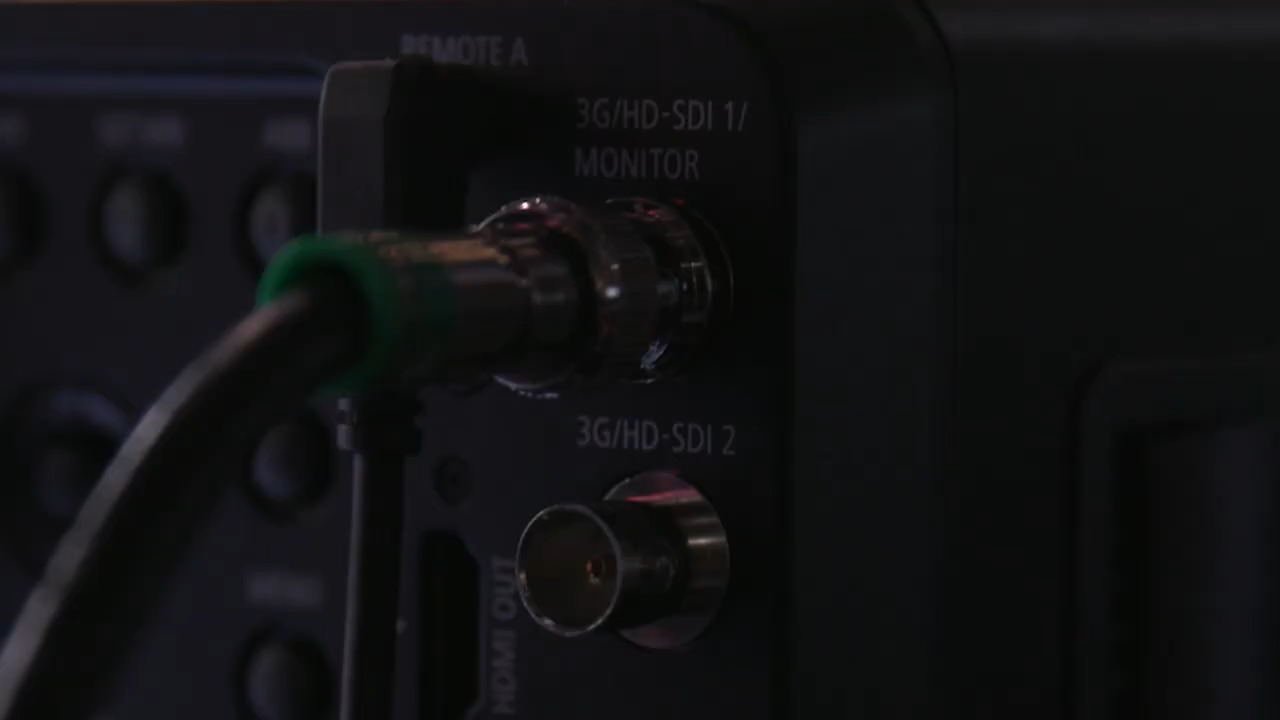 REMOTE A
3G/HD-SDI 1/
MONITOR
3G/HD-SDI 2
HDMI OUT